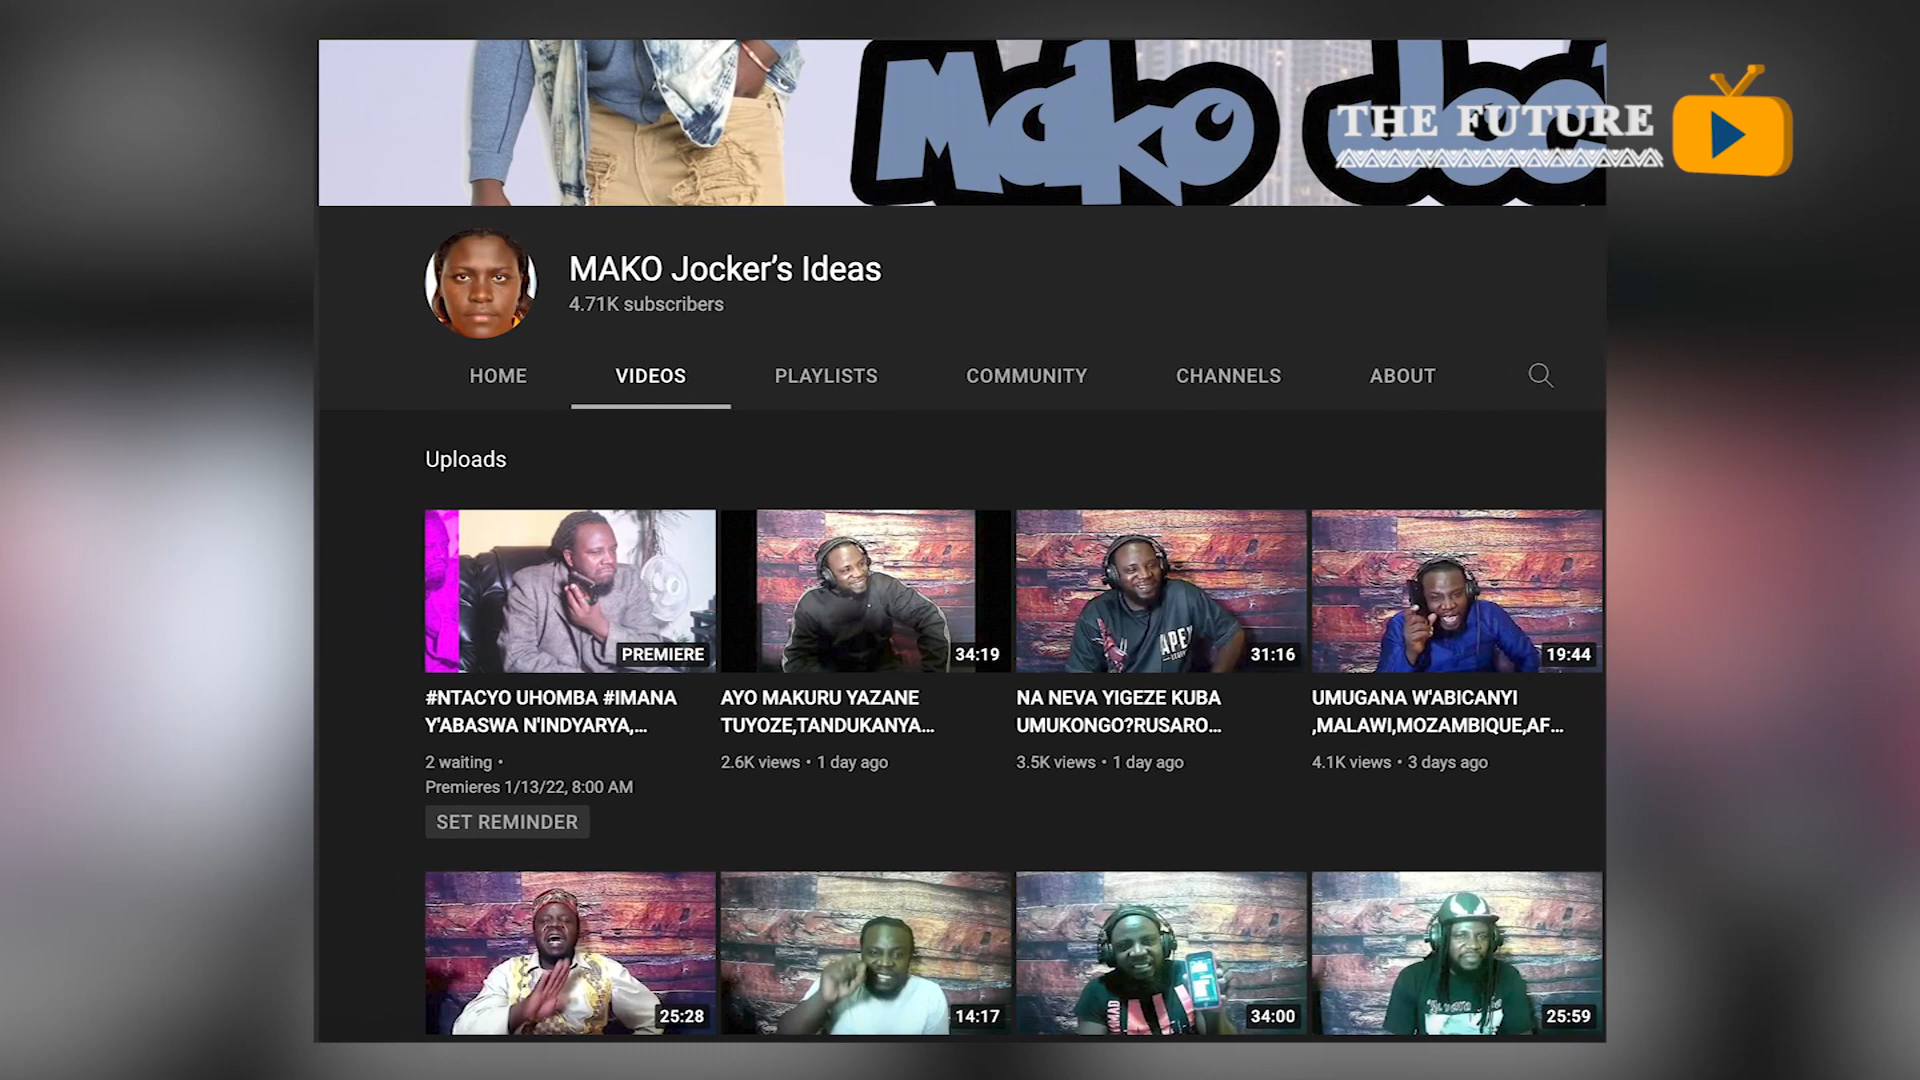 Mako Joc
THE FUTURE
MAKO Jocker's Ideas
4.71K subscribers
HOME VIDEOS PLAYLISTS COMMUNITY CHANNELS ABOUT
Uploads
PREMIERE
34:19
31:16
APEX
19:44
#NTACYO UHOMBA #IMANA
Y'ABASWA N'INDYARYA,...
2 waiting •
Premieres 1/13/22, 8:00 AM
SET REMINDER
AYO MAKURU YAZANE
TUYOZE,TANDUKANYA...
2.6K views • 1 day ago
NA NEVA YIGEZE KUBA
UMUKONGO?RUSARO...
3.5K views • 1 day ago
UMUGANA W'ABICANYI
,MALAWI,MOZAMBIQUE,AF...
4.1K views • 3 days ago
25:28
14:17
34:00
25:59